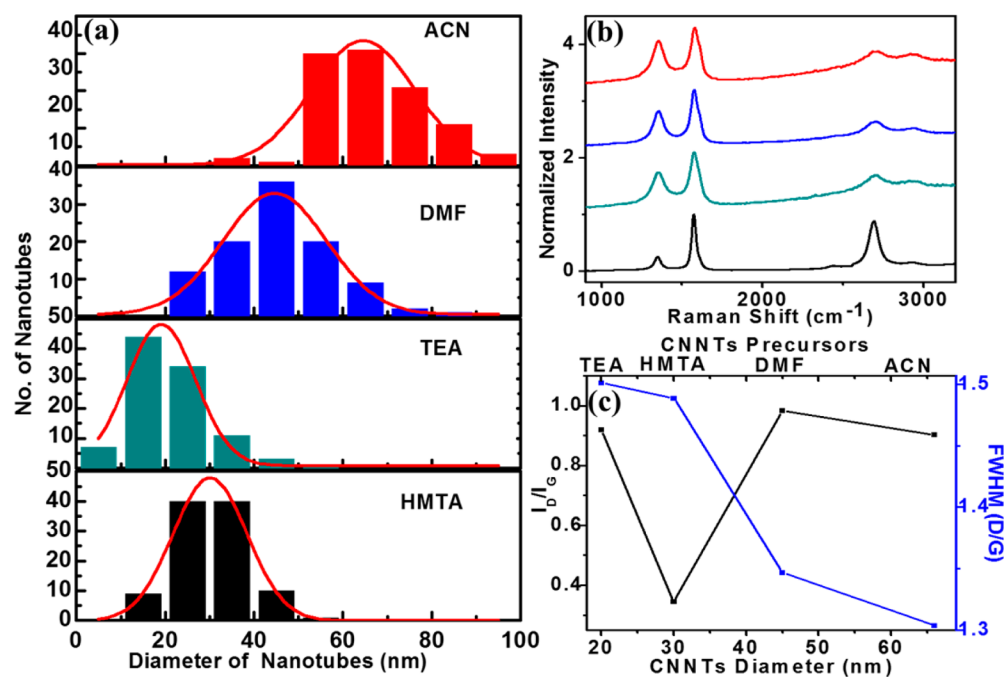 (a)
ACN
40
30
20
10
40
DMF
30
20
10
50
TEA
40
30
20
10
50
HMTA
40
30
20
10
0
No. of Nanotubes
0 20 40 60 80 100
Diameter of Nanotubes (nm)
(b)
4
2
0
Normalized Intensity
900 1600 2400 3200
Raman Shift (cm-1)
CNNTs Precursors
TEA HMTA DMF ACN
(c)
1.0
0.8
0.6
0.4
ID/IG
1.5
1.4
1.3
FWHM (D/G)
20 30 40 50 60
CNNTs Diameter (nm)